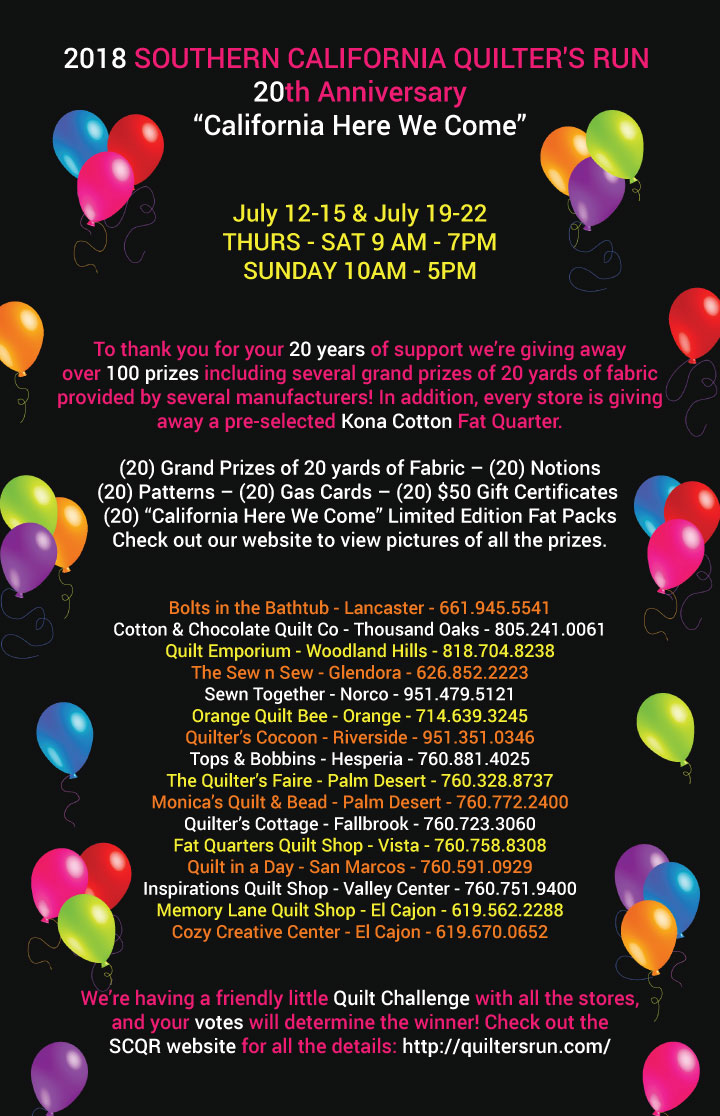 2018 SOUTHERN CALIFORNIA QUILTER'S RUN
20th Anniversary
“California Here We Come”
July 12-15 & July 19-22
THURS - SAT 9 AM - 7PM
SUNDAY 10AM - 5PM
To thank you for your 20 years of support we’re giving away
over 100 prizes including several grand prizes of 20 yards of fabric
provided by several manufacturers! In addition, every store is giving
away a pre-selected Kona Cotton Fat Quarter.
(20) Grand Prizes of 20 yards of Fabric – (20) Notions
(20) Patterns – (20) Gas Cards – (20) $50 Gift Certificates
(20) “California Here We Come” Limited Edition Fat Packs
Check out our website to view pictures of all the prizes.
Bolts in the Bathtub - Lancaster - 661.945.5541
Cotton & Chocolate Quilt Co - Thousand Oaks - 805.241.0061
Quilt Emporium - Woodland Hills - 818.704.8238
The Sew n Sew - Glendora - 626.852.2223
Sewn Together - Norco - 951.479.5121
Orange Quilt Bee - Orange - 714.639.3245
Quilter’s Cocoon - Riverside - 951.351.0346
Tops & Bobbins - Hesperia - 760.881.4025
The Quilter’s Faire - Palm Desert - 760.328.8737
Monica’s Quilt & Bead - Palm Desert - 760.772.2400
Quilter’s Cottage - Fallbrook - 760.723.3060
Fat Quarters Quilt Shop - Vista - 760.758.8308
Quilt in a Day - San Marcos - 760.591.0929
Inspirations Quilt Shop - Valley Center - 760.751.9400
Memory Lane Quilt Shop - El Cajon - 619.562.2288
Cozy Creative Center - El Cajon - 619.670.0652
We’re having a friendly little Quilt Challenge with all the stores,
and your votes will determine the winner! Check out the
SCQR website for all the details: http://quiltersrun.com/